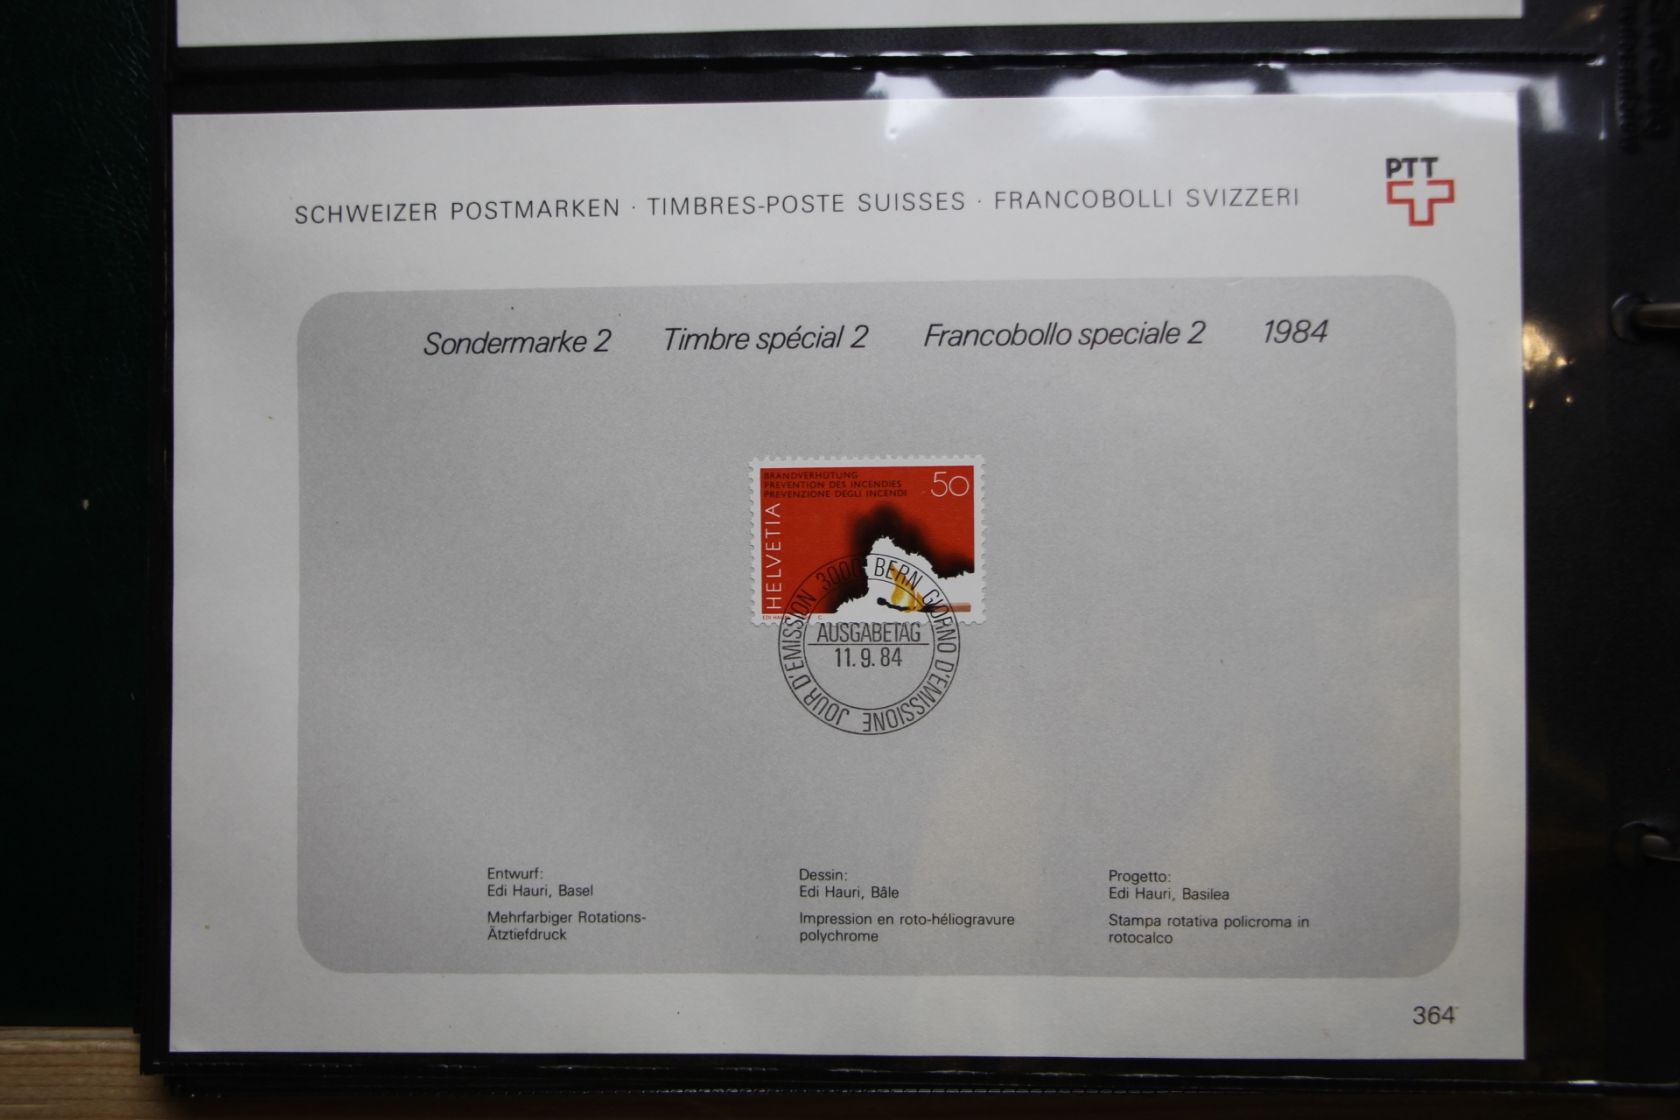 PTT
SCHWEIZER POSTMARKEN · TIMBRES-POSTE SUISSES · FRANCOBOLLI SVIZZERI
Sondermarke 2 Timbre spécial 2 Francobollo speciale 2 1984
BRANDVERHÜTUNG
PREVENTION DES INCENDIES
PREVENZIONE DEGLI INCENDI
50
HELVETIA
EDI HAURI
JOUR D'EMISSION 3000 BERN GIORNO D'EMISSIONE
AUSGABETAG
11.9.84
Entwurf:
Edi Hauri, Basel
Mehrfarbiger Rotations-
Ätztiefdruck
Dessin:
Edi Hauri, Bâle
Impression en roto-héliogravure
polychrome
Progetto:
Edi Hauri, Basilea
Stampa rotativa policroma in
rotocalco
364